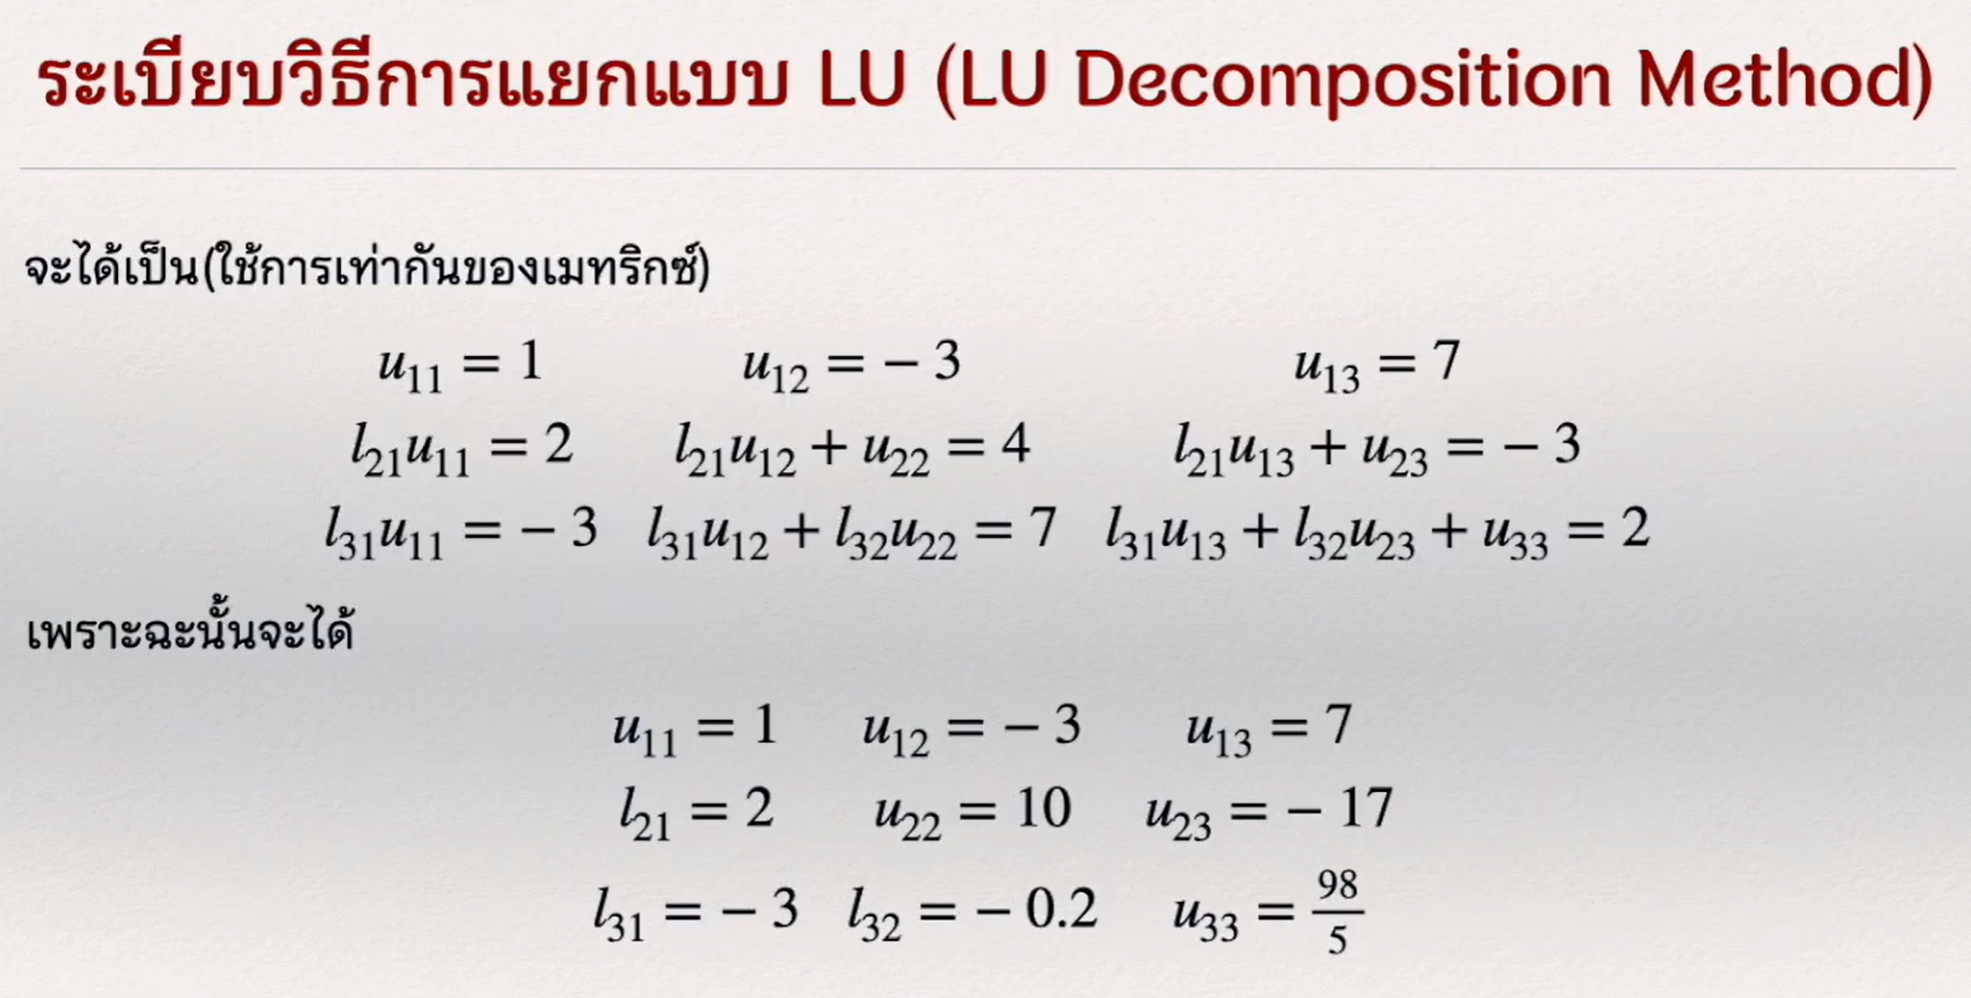 ระเบียบวิธีการแยกแบบ LU (LU Decomposition Method)
จะได้เป็น(ใช้การเท่ากันของเมทริกซ์)
u₁₁ = 1 u₁₂ = − 3 u₁₃ = 7
l₂₁u₁₁ = 2 l₂₁u₁₂ + u₂₂ = 4 l₂₁u₁₃ + u₂₃ = − 3
l₃₁u₁₁ = − 3 l₃₁u₁₂ + l₃₂u₂₂ = 7 l₃₁u₁₃ + l₃₂u₂₃ + u₃₃ = 2
เพราะฉะนั้นจะได้
u₁₁ = 1 u₁₂ = − 3 u₁₃ = 7
l₂₁ = 2 u₂₂ = 10 u₂₃ = − 17
l₃₁ = − 3 l₃₂ = − 0.2 u₃₃ = 98/5